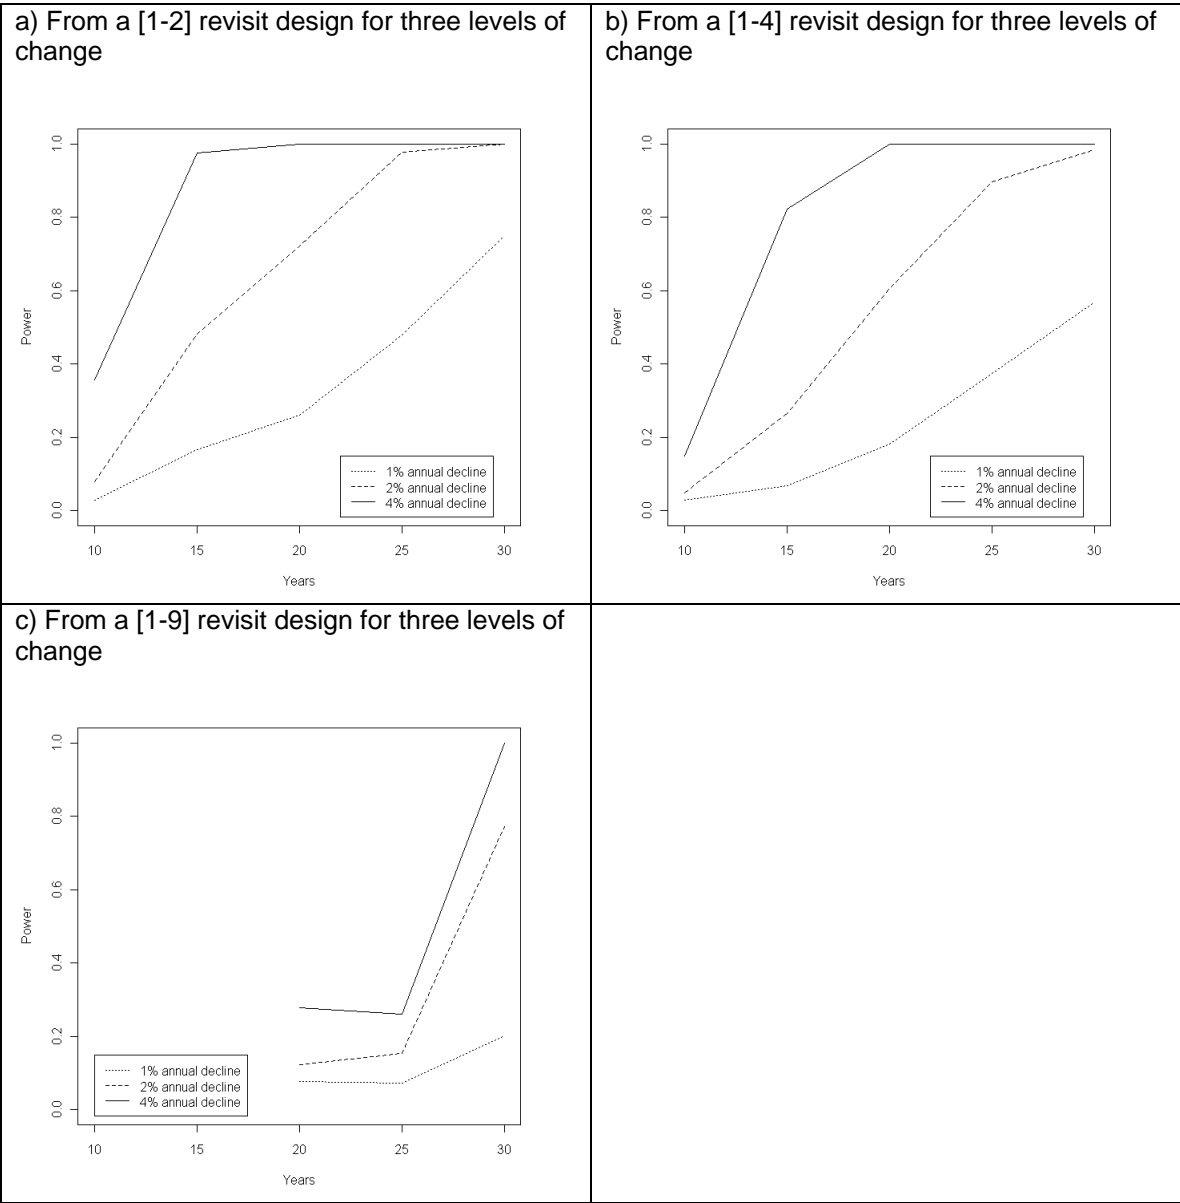 a) From a [1-2] revisit design for three levels of
change
1.0
0.8
0.6
0.4
0.2
0.0
Power
1% annual decline
2% annual decline
4% annual decline
10 15 20 25 30
Years
b) From a [1-4] revisit design for three levels of
change
1.0
0.8
0.6
0.4
0.2
0.0
Power
1% annual decline
2% annual decline
4% annual decline
10 15 20 25 30
Years
c) From a [1-9] revisit design for three levels of
change
1.0
0.8
0.6
0.4
0.2
0.0
Power
1% annual decline
2% annual decline
4% annual decline
10 15 20 25 30
Years